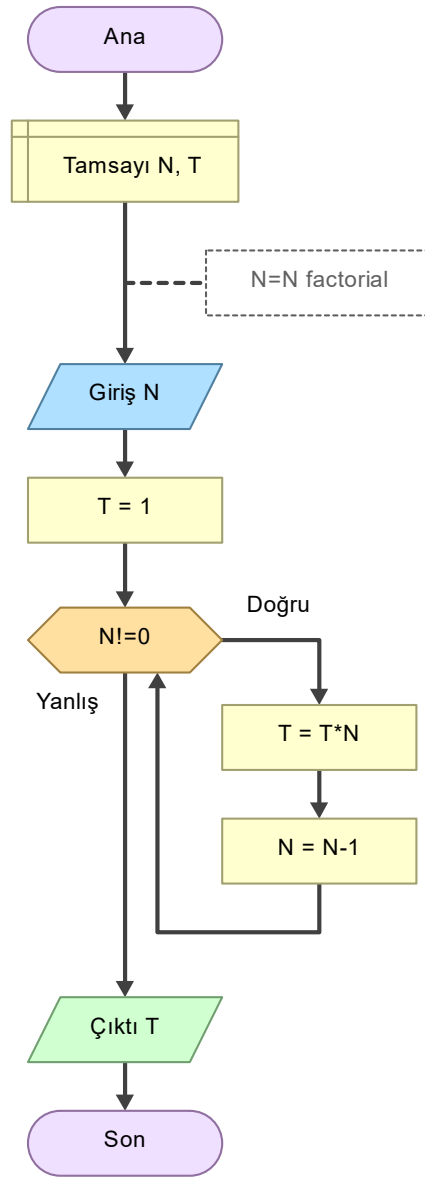 Ana
Tamsayı N, T
N=N factorial
Giriş N
T = 1
N!=0
Doğru
Yanlış
T = T*N
N = N-1
Çıktı T
Son